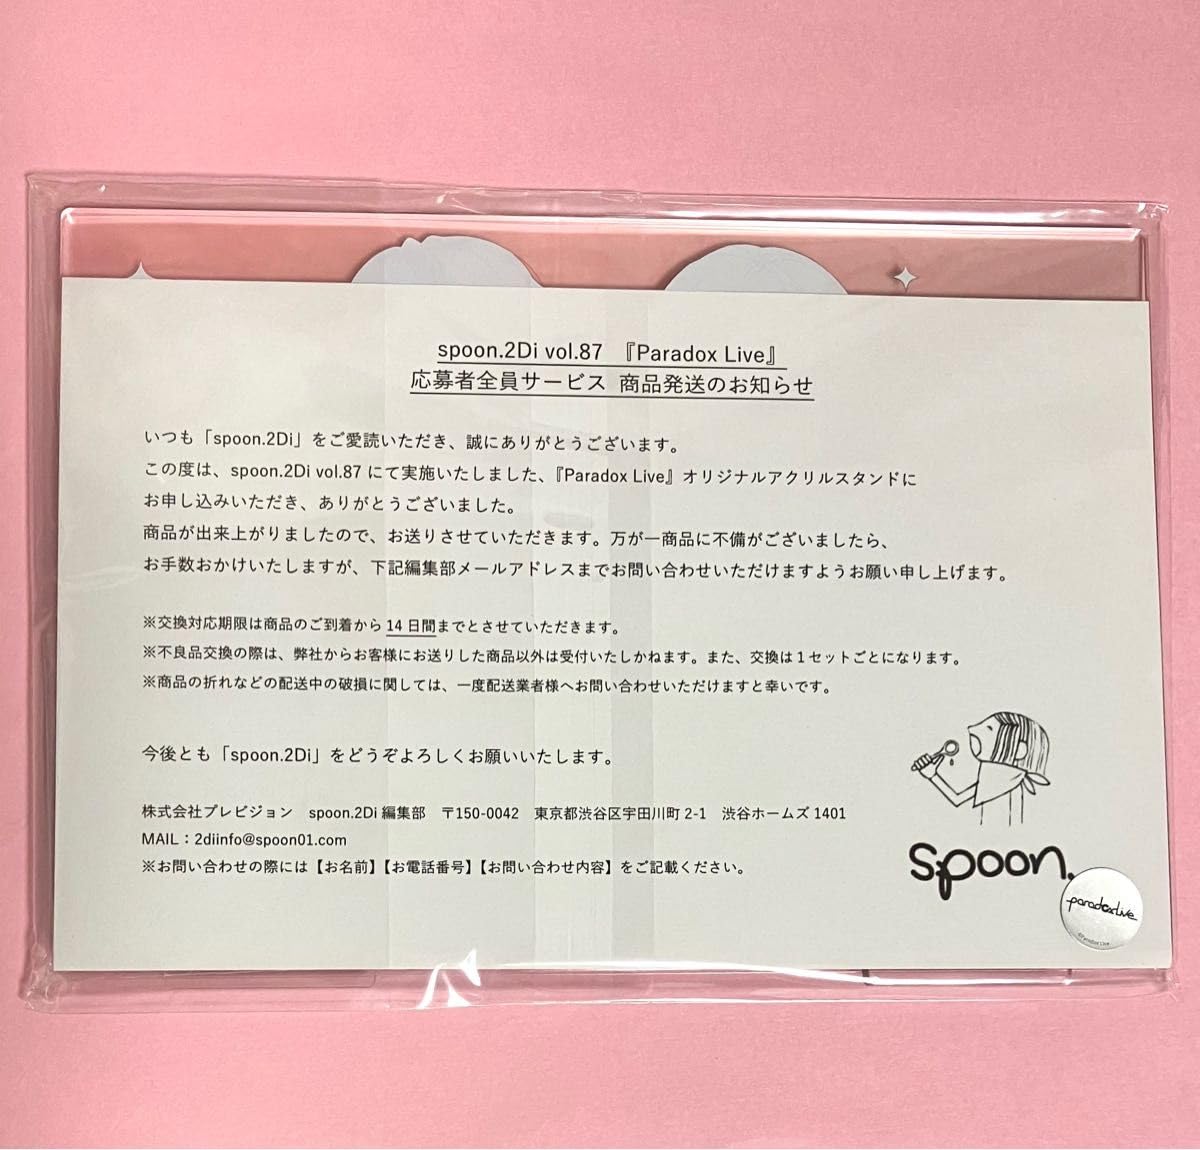 spoon.2Di vol.87 『Paradox Live』
応募者全員サービス 商品発送のお知らせ
いつも「spoon.2Di」をご愛読いただき、誠にありがとうございます。
この度は、spoon.2Di vol.87 にて実施いたしました、『Paradox Live』オリジナルアクリルスタンドに
お申し込みいただき、ありがとうございました。
商品が出来上がりましたので、お送りさせていただきます。万が一商品に不備がございましたら、
お手数おかけいたしますが、下記編集部メールアドレスまでお問い合わせいただけますようお願い申し上げます。
※交換対応期限は商品のご到着から 14 日間までとさせていただきます。
※不良品交換の際は、弊社からお客様にお送りした商品以外は受付いたしかねます。また、交換は１セットごとになります。
※商品の折れなどの配送中の破損に関しては、一度配送業者様へお問い合わせいただけますと幸いです。
今後とも「spoon.2Di」をどうぞよろしくお願いいたします。
株式会社プレビジョン spoon.2Di 編集部 〒150-0042 東京都渋谷区宇田川町 2-1 渋谷ホームズ 1401
MAIL：2diinfo@spoon01.com
※お問い合わせの際には【お名前】【お電話番号】【お問い合わせ内容】をご記載ください。
spoon.
paradoxlive
©Paradox Live